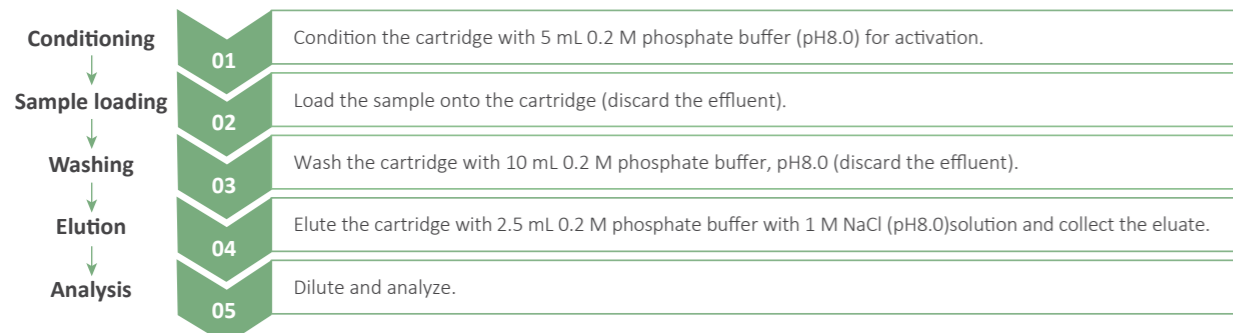 Conditioning
01
Condition the cartridge with 5 mL 0.2 M phosphate buffer (pH8.0) for activation.
Sample loading
02
Load the sample onto the cartridge (discard the effluent).
Washing
03
Wash the cartridge with 10 mL 0.2 M phosphate buffer, pH8.0 (discard the effluent).
Elution
04
Elute the cartridge with 2.5 mL 0.2 M phosphate buffer with 1 M NaCl (pH8.0)solution and collect the eluate.
Analysis
05
Dilute and analyze.